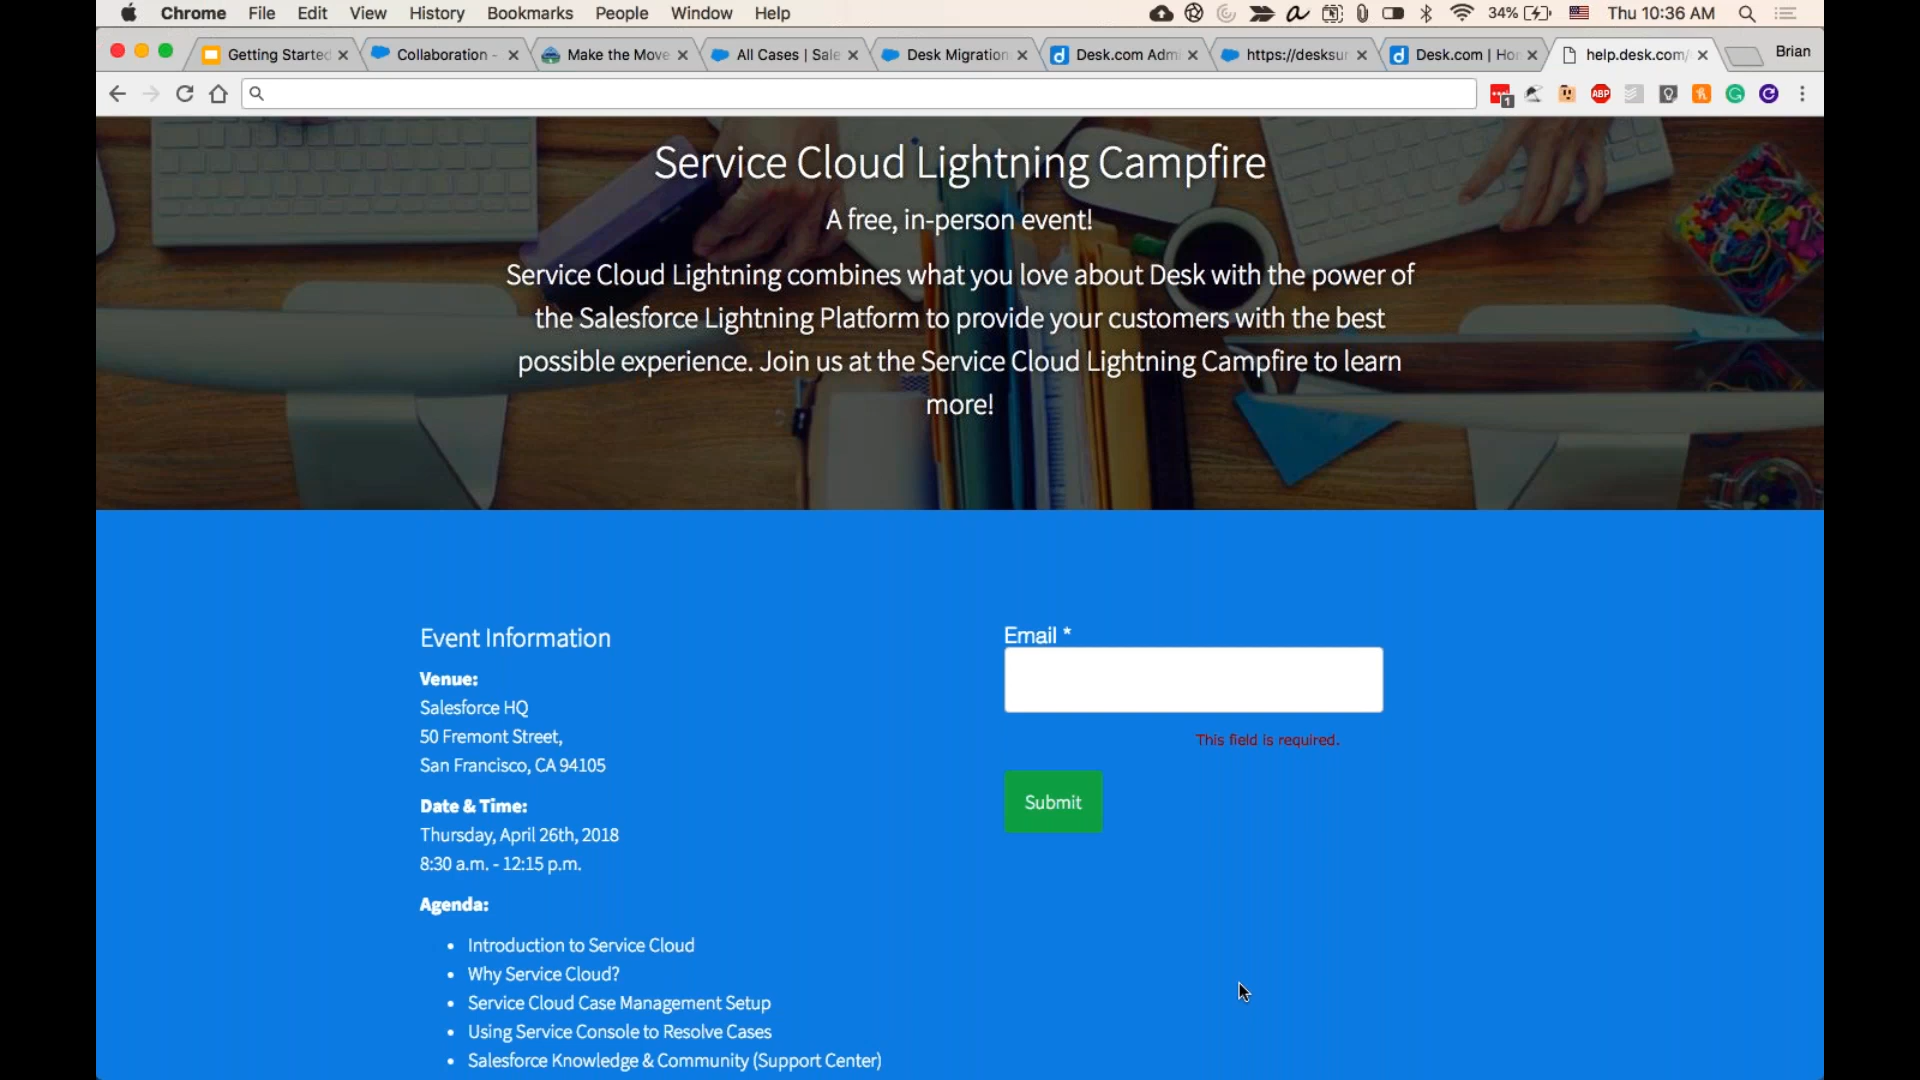 Chrome File Edit View History Bookmarks People Window Help 34% Thu 10:36 AM
Getting Started Collaboration - Make the Move All Cases | Sale Desk Migration Desk.com Admi https://desksur Desk.com | Hom help.desk.com/ Brian
1 ABP
Service Cloud Lightning Campfire
A free, in-person event!
Service Cloud Lightning combines what you love about Desk with the power of
the Salesforce Lightning Platform to provide your customers with the best
possible experience. Join us at the Service Cloud Lightning Campfire to learn
more!
Event Information
Venue:
Salesforce HQ
50 Fremont Street,
San Francisco, CA 94105
Date & Time:
Thursday, April 26th, 2018
8:30 a.m. - 12:15 p.m.
Agenda:
• Introduction to Service Cloud
• Why Service Cloud?
• Service Cloud Case Management Setup
• Using Service Console to Resolve Cases
• Salesforce Knowledge & Community (Support Center)
Email *
This field is required.
Submit